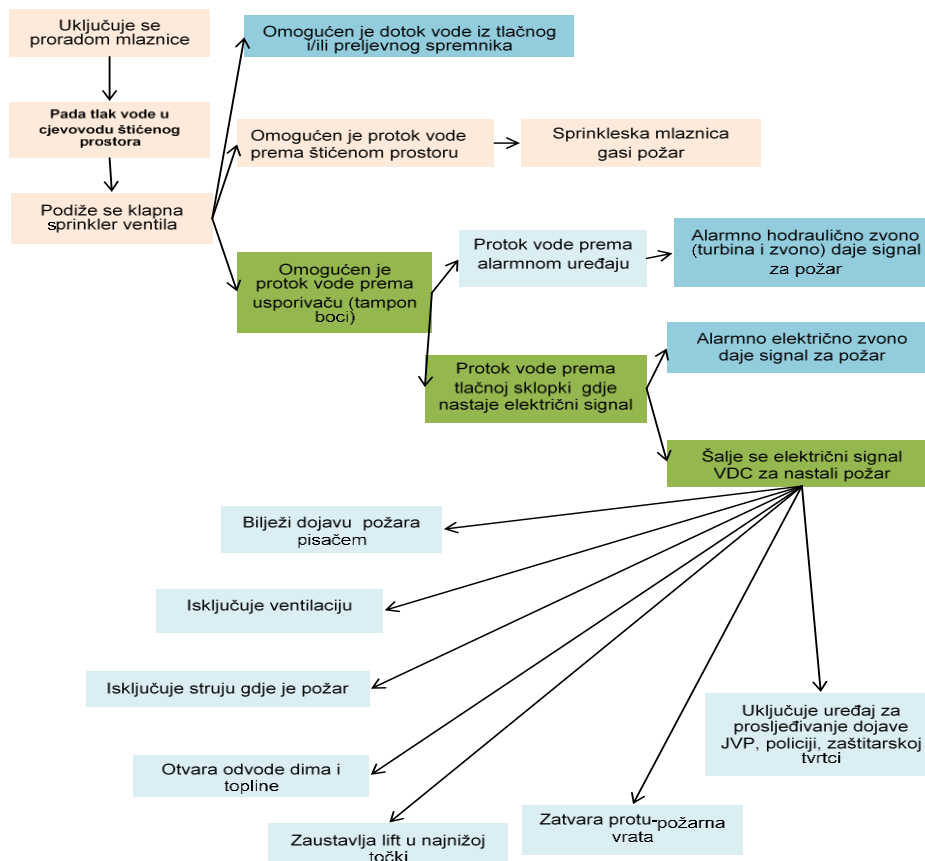 Uključuje se
proradom mlaznice
Omogućen je dotok vode iz tlačnog
i/ili preljevnog spremnika
Pada tlak vode u
cjevovodu štićenog
prostora
Omogućen je protok vode
prema štićenom prostoru
Sprinkleska mlaznica
gasi požar
Podiže se klapna
sprinkler ventila
Omogućen je
protok vode prema
usporivaču (tampon
boci)
Protok vode prema
alarmnom uređaju
Alarmno hodraulično zvono
(turbina i zvono) daje signal
za požar
Protok vode prema
tlačnoj sklopki gdje
nastaje električni signal
Alarmno električno zvono
daje signal za požar
Šalje se električni signal
VDC za nastali požar
Bilježi dojavu požara
pisačem
Isključuje ventilaciju
Isključuje struju gdje je požar
Otvara odvode dima i
topline
Zaustavlja lift u najnižoj
točki
Zatvara protu-požarna
vrata
Uključuje uređaj za
prosljeđivanje dojave
JVP, policiji, zaštitarskoj
tvrtci